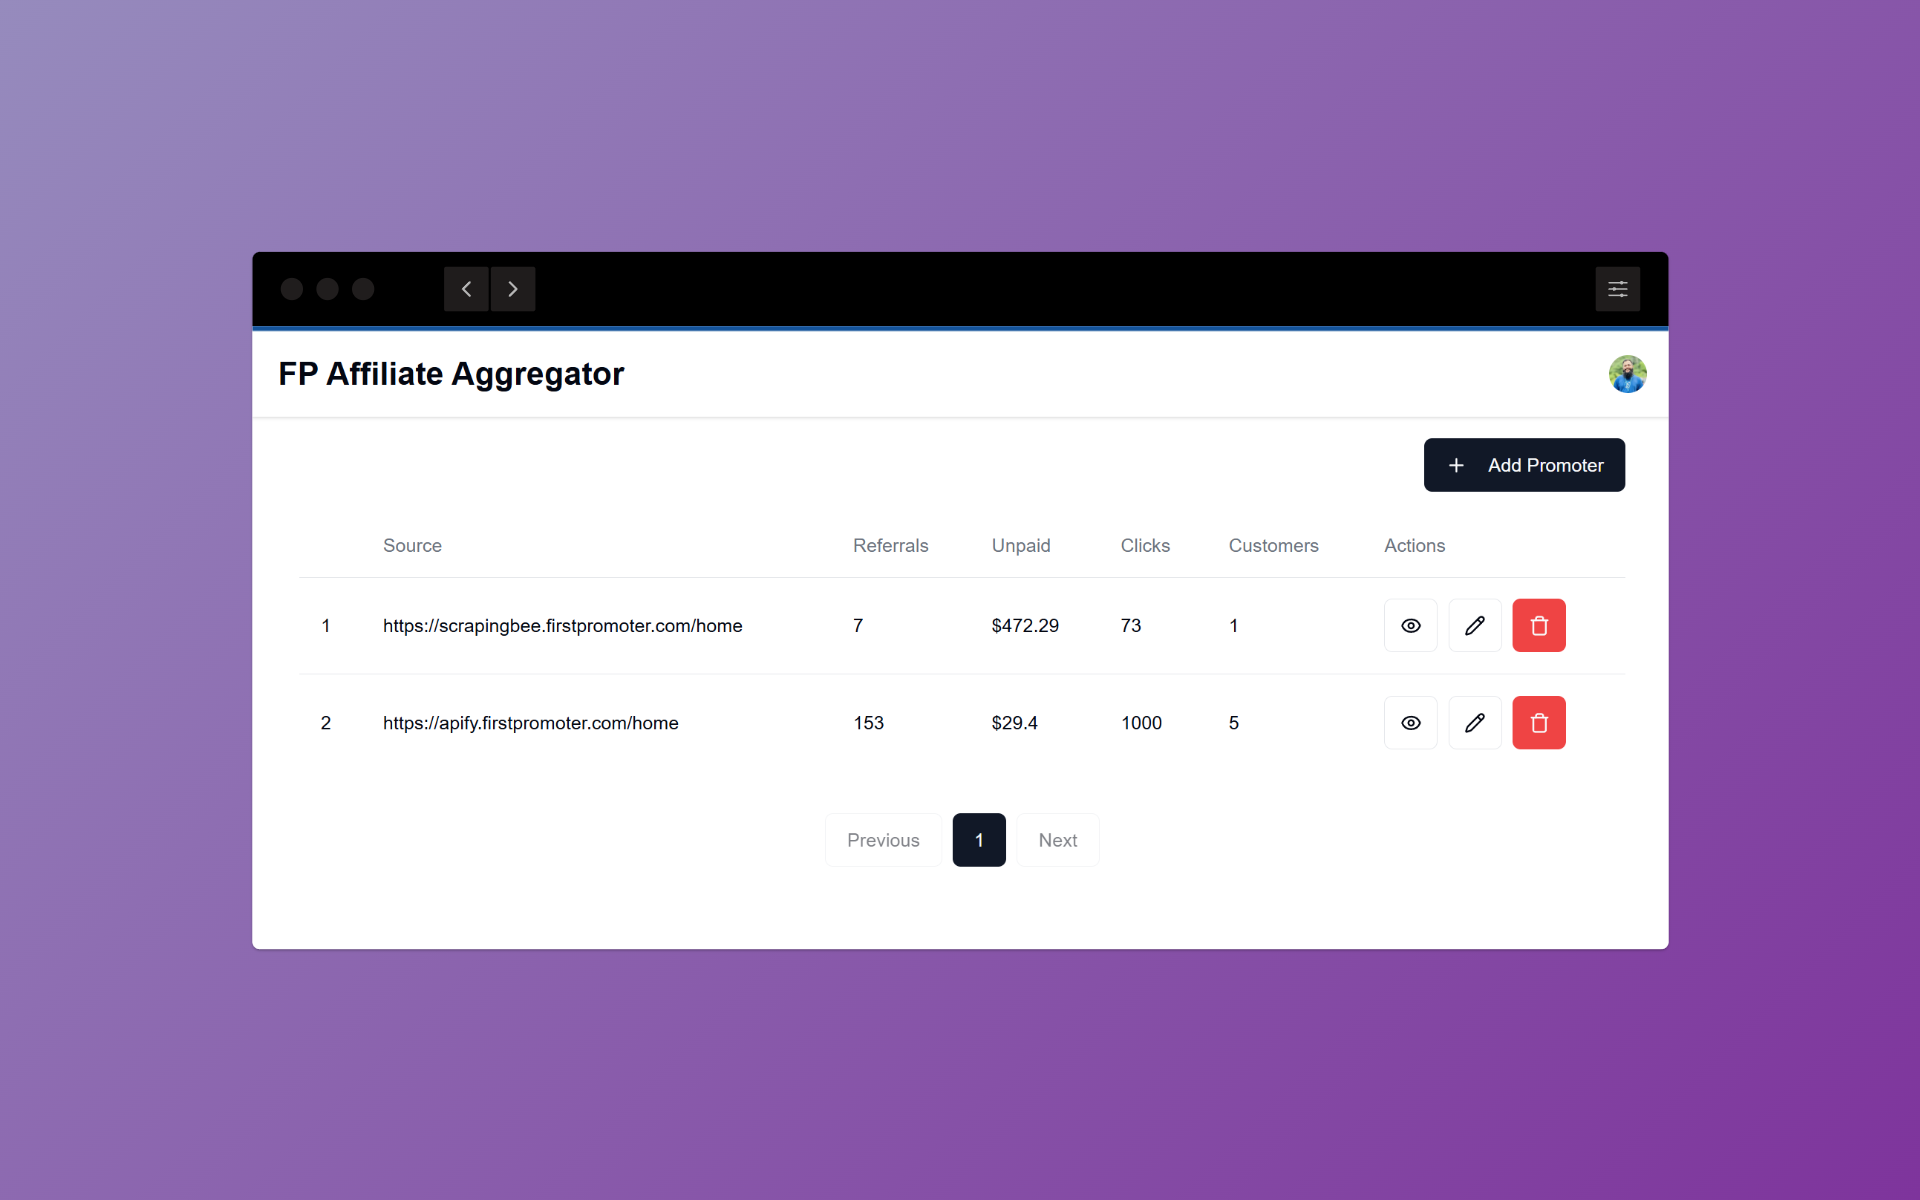 FP Affiliate Aggregator
+ Add Promoter
Source Referrals Unpaid Clicks Customers Actions
1 https://scrapingbee.firstpromoter.com/home 7 $472.29 73 1
2 https://apify.firstpromoter.com/home 153 $29.4 1000 5
Previous 1 Next